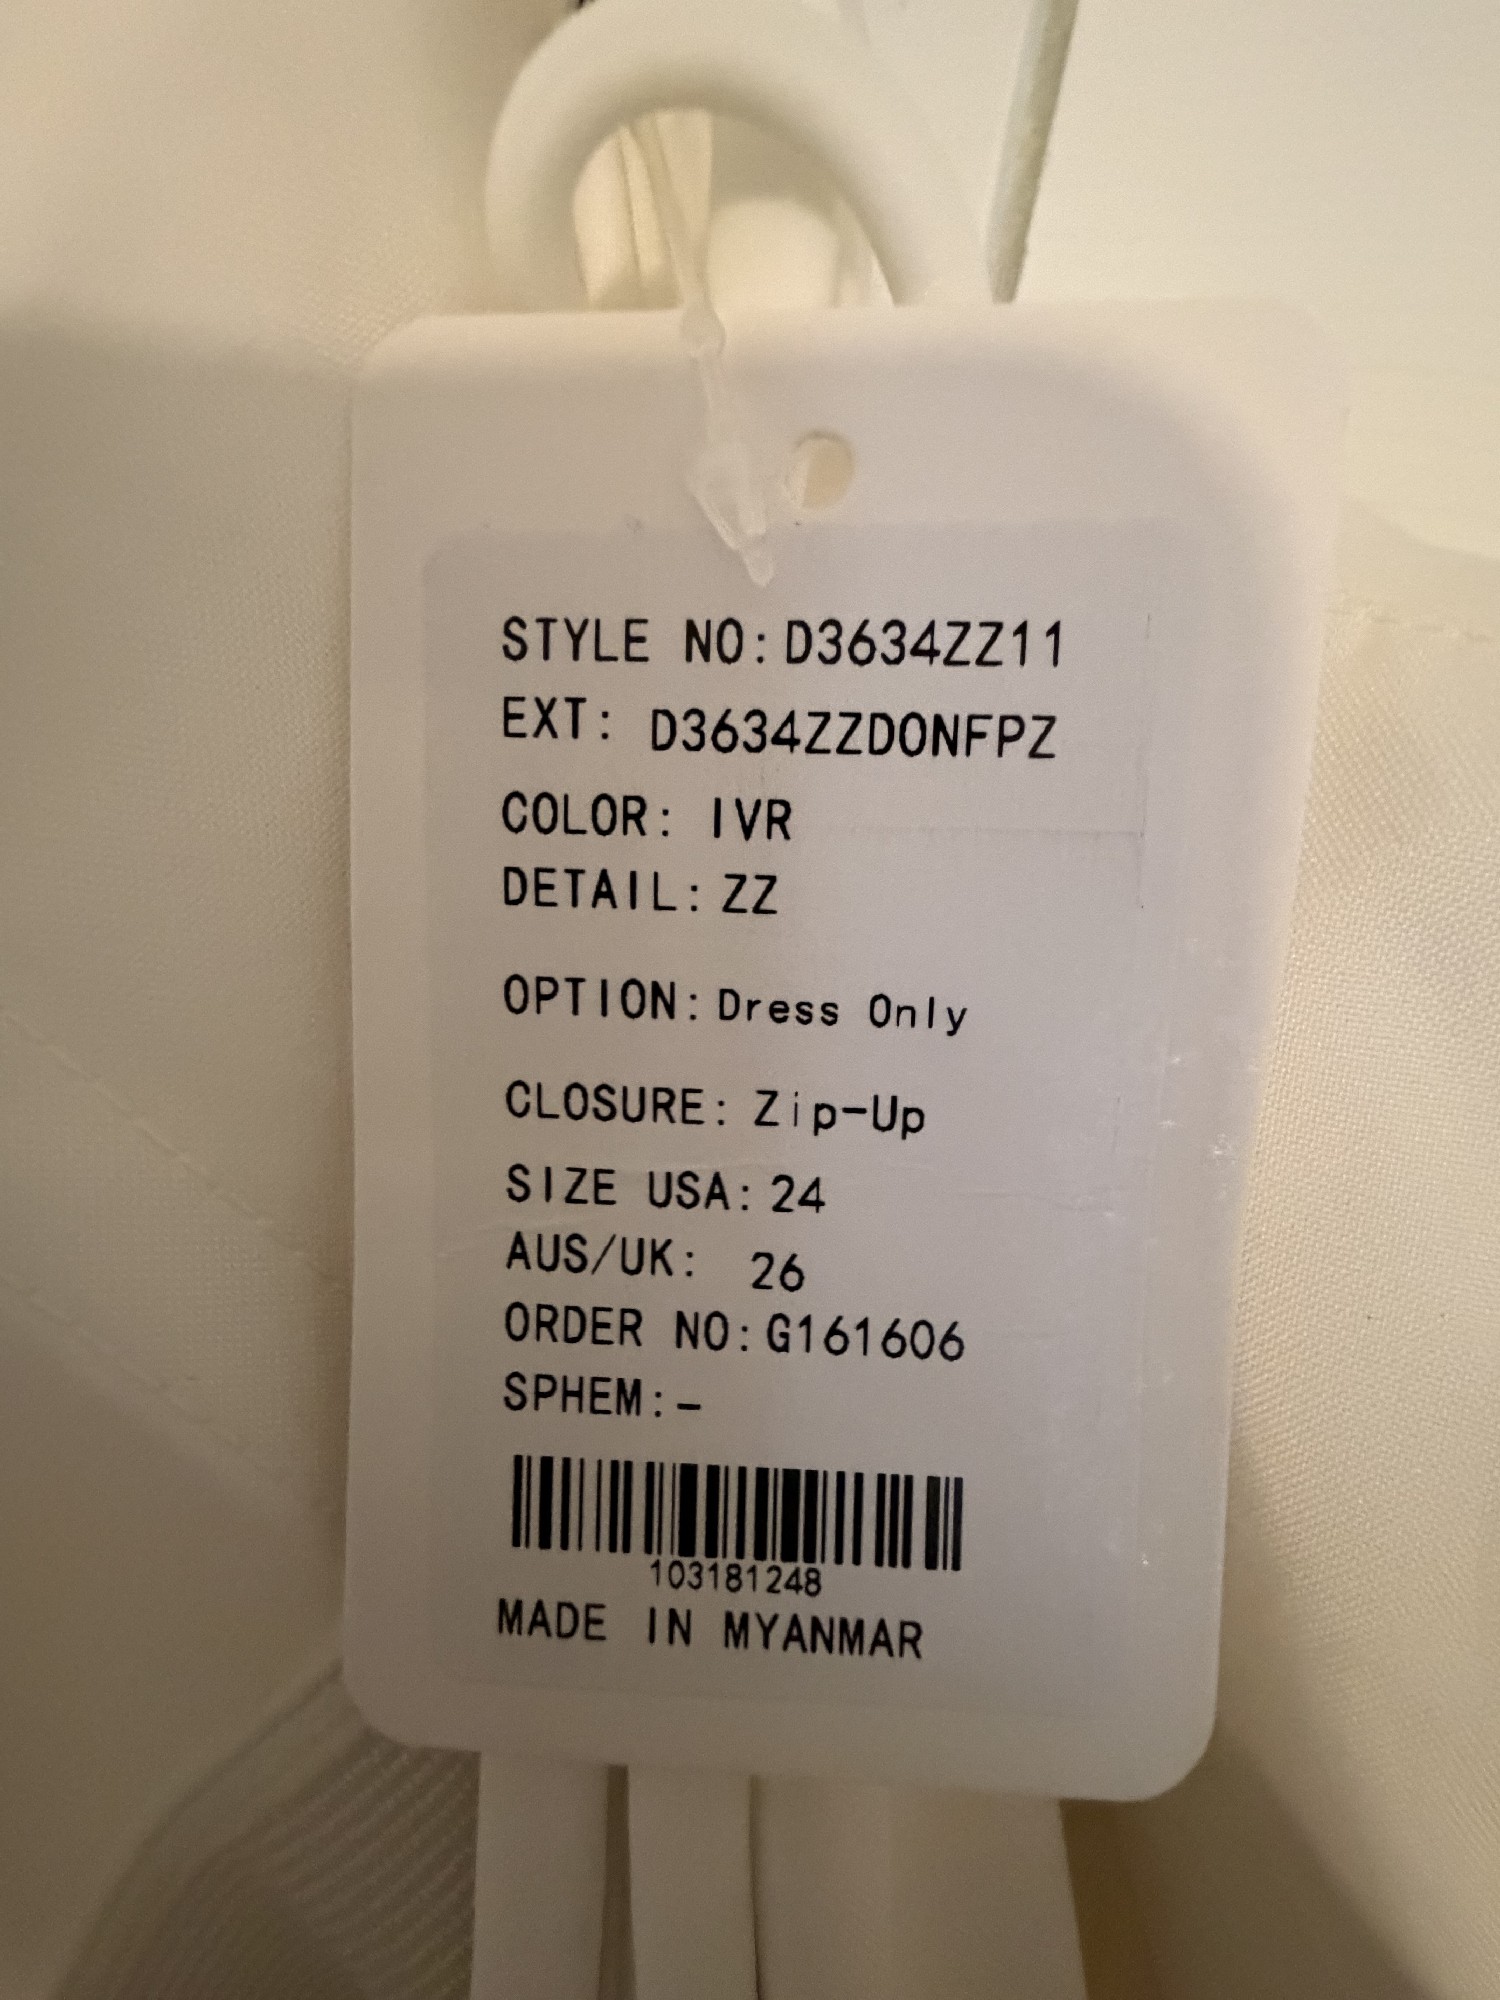 STYLE NO: D3634ZZ11
EXT: D3634ZZDONFPZ
COLOR: IVR
DETAIL: ZZ
OPTION: Dress Only
CLOSURE: Zip-Up
SIZE USA: 24
AUS/UK: 26
ORDER NO: G161606
SPHEM: -
103181248
MADE IN MYANMAR